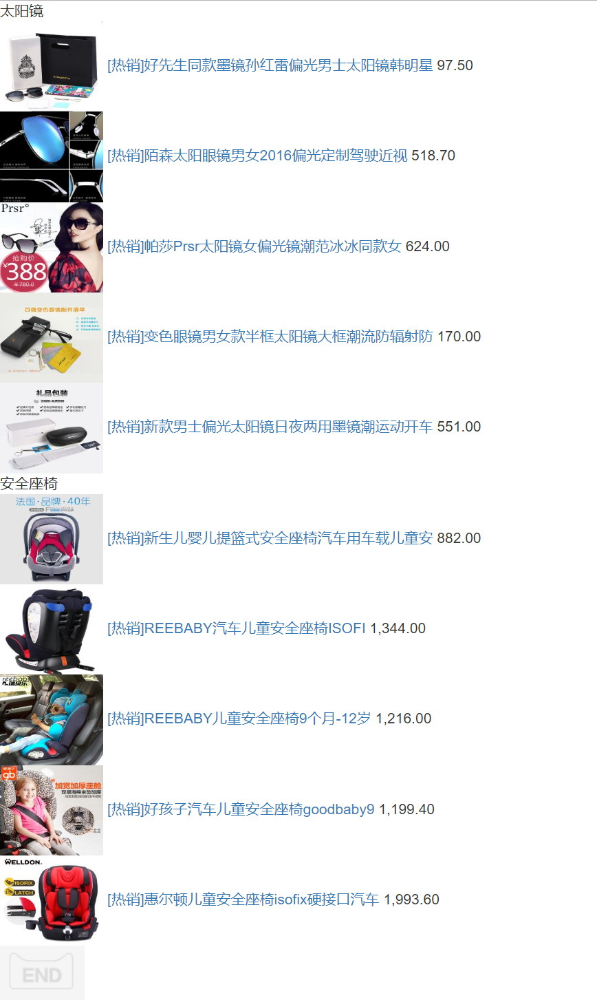 太阳镜
[热销]好先生同款墨镜孙红雷偏光男士太阳镜韩明星 97.50
[热销]陌森太阳眼镜男女2016偏光定制驾驶近视 518.70
Prsr
抢购价:
¥388
¥780.0
[热销]帕莎Prsr太阳镜女偏光镜潮范冰冰同款女 624.00
百微变色眼镜配件清单
[热销]变色眼镜男女款半框太阳镜大框潮流防辐射防 170.00
礼品包装
[热销]新款男士偏光太阳镜日夜两用墨镜潮运动开车 551.00
安全座椅
法国·品牌·40年
[热销]新生儿婴儿提篮式安全座椅汽车用车载儿童安 882.00
[热销]REEBABY汽车儿童安全座椅ISOFI 1,344.00
reebaby
[热销]REEBABY儿童安全座椅9个月-12岁 1,216.00
gb
加宽加厚座舱
双层海绵坐垫加厚
[热销]好孩子汽车儿童安全座椅goodbaby9 1,199.40
WELLDON
ISOFIX
LATCH
[热销]惠尔顿儿童安全座椅isofix硬接口汽车 1,993.60
END